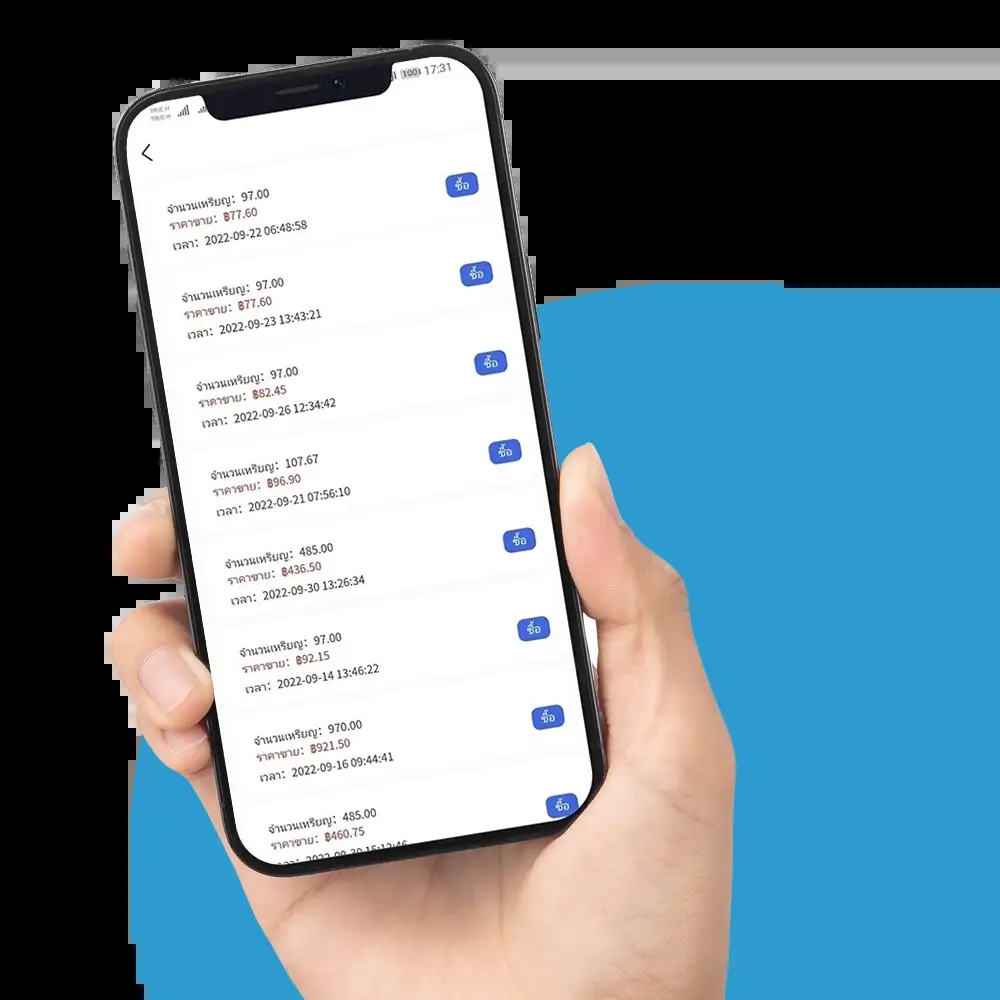 TRUE-H
TRUE-H
100 17:31
จำนวนเหรียญ: 97.00
ราคาขาย: ฿77.60
เวลา: 2022-09-22 06:48:58
ซื้อ
จำนวนเหรียญ: 97.00
ราคาขาย: ฿77.60
เวลา: 2022-09-23 13:43:21
ซื้อ
จำนวนเหรียญ: 97.00
ราคาขาย: ฿82.45
เวลา: 2022-09-26 12:34:42
ซื้อ
จำนวนเหรียญ: 107.67
ราคาขาย: ฿96.90
เวลา: 2022-09-21 07:56:10
ซื้อ
จำนวนเหรียญ: 485.00
ราคาขาย: ฿436.50
เวลา: 2022-09-30 13:26:34
ซื้อ
จำนวนเหรียญ: 97.00
ราคาขาย: ฿92.15
เวลา: 2022-09-14 13:46:22
ซื้อ
จำนวนเหรียญ: 970.00
ราคาขาย: ฿921.50
เวลา: 2022-09-16 09:44:41
ซื้อ
จำนวนเหรียญ: 485.00
ราคาขาย: ฿460.75
เวลา: 2022-09-30 15:12:46
ซื้อ